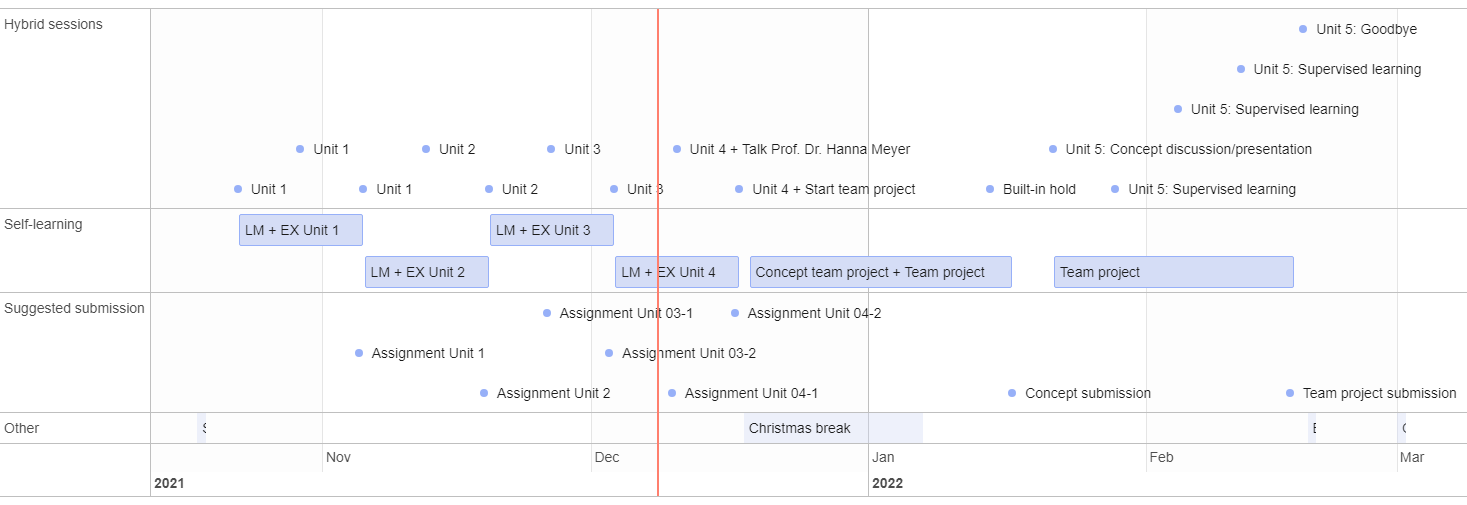 Hybrid sessions
Unit 5: Goodbye
Unit 5: Supervised learning
Unit 5: Supervised learning
Unit 1
Unit 2
Unit 3
Unit 4 + Talk Prof. Dr. Hanna Meyer
Unit 5: Concept discussion/presentation
Unit 1
Unit 1
Unit 2
Unit 3
Unit 4 + Start team project
Built-in hold
Unit 5: Supervised learning
Self-learning
LM + EX Unit 1
LM + EX Unit 3
LM + EX Unit 2
LM + EX Unit 4
Concept team project + Team project
Team project
Suggested submission
Assignment Unit 03-1
Assignment Unit 04-2
Assignment Unit 1
Assignment Unit 03-2
Assignment Unit 2
Assignment Unit 04-1
Concept submission
Team project submission
Other
Christmas break
Nov
Dec
Jan
Feb
Mar
2021
2022